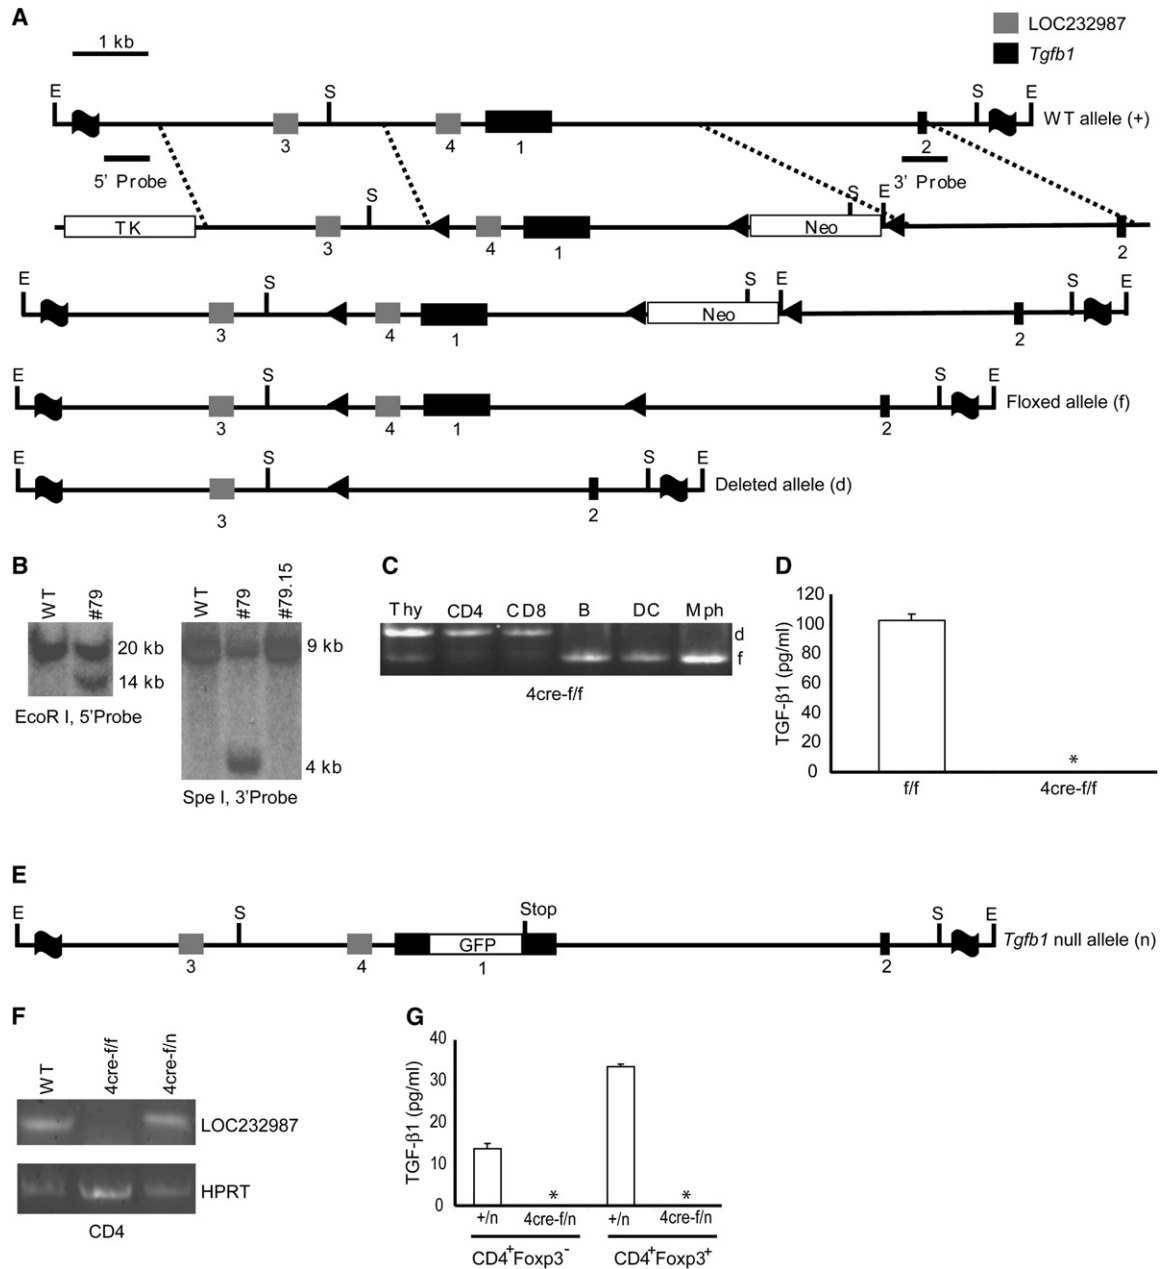 A
1 kb
LOC232987
Tgfb1
E S S E
WT allele (+)
3 4 1 2
5' Probe 3' Probe
S S E
TK Neo
3 4 1 2
E S S E S E
Neo
3 4 1 2
E S S E
Floxed allele (f)
3 4 1 2
E S S E
Deleted allele (d)
3 2
B
WT #79
20 kb
14 kb
EcoR I, 5'Probe
WT #79 #79.15
9 kb
4 kb
Spe I, 3'Probe
C
Thy CD4 CD8 B DC Mph
d
f
4cre-f/f
D
TGF-β1 (pg/ml)
120
100
80
60
40
20
0
*
f/f 4cre-f/f
E
E S Stop S E
GFP
Tgfb1 null allele (n)
3 4 1 2
F
WT 4cre-f/f 4cre-f/n
LOC232987
HPRT
CD4
G
TGF-β1 (pg/ml)
40
30
20
10
0
* *
+/n 4cre-f/n +/n 4cre-f/n
CD4+Foxp3- CD4+Foxp3+